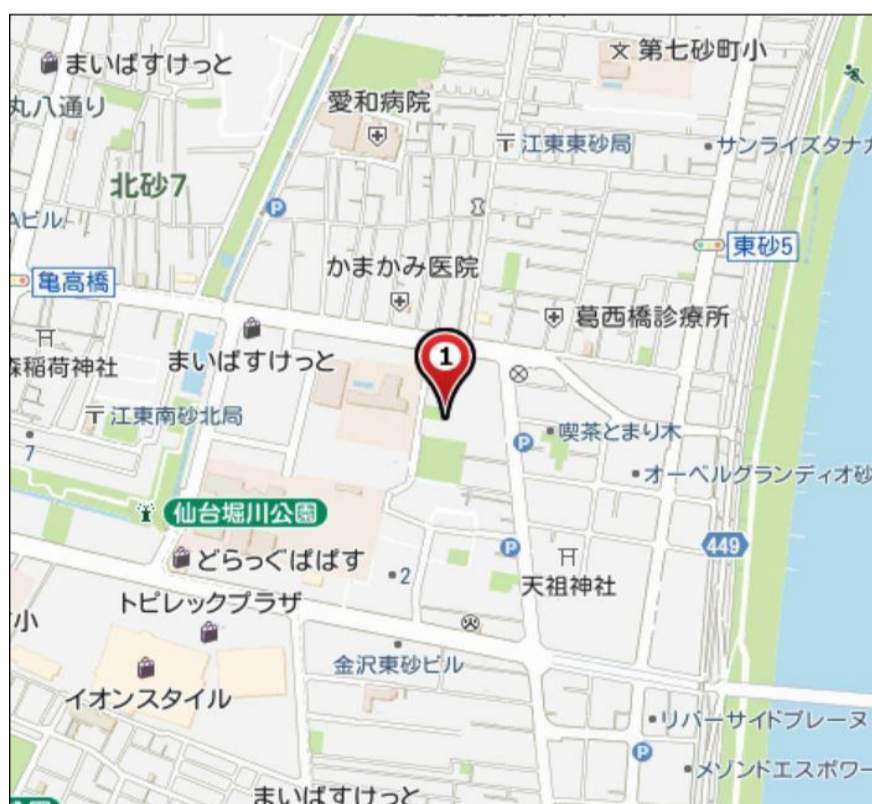 第七砂町小
まいばすけっと
丸八通り
愛和病院
江東東砂局
サンライズタナカ
北砂7
P
Aビル
東砂5
かまかみ医院
亀高橋
葛西橋診療所
まいばすけっと
1
森稲荷神社
江東南砂北局
喫茶とまり木
P
7
オーベルグランディオ砂
仙台堀川公園
449
P
どらっぐぱぱす
2
天祖神社
トピレックプラザ
小
金沢東砂ビル
イオンスタイル
リバーサイドプレーヌ
P
メゾンドエスポワー
まいばすけっと